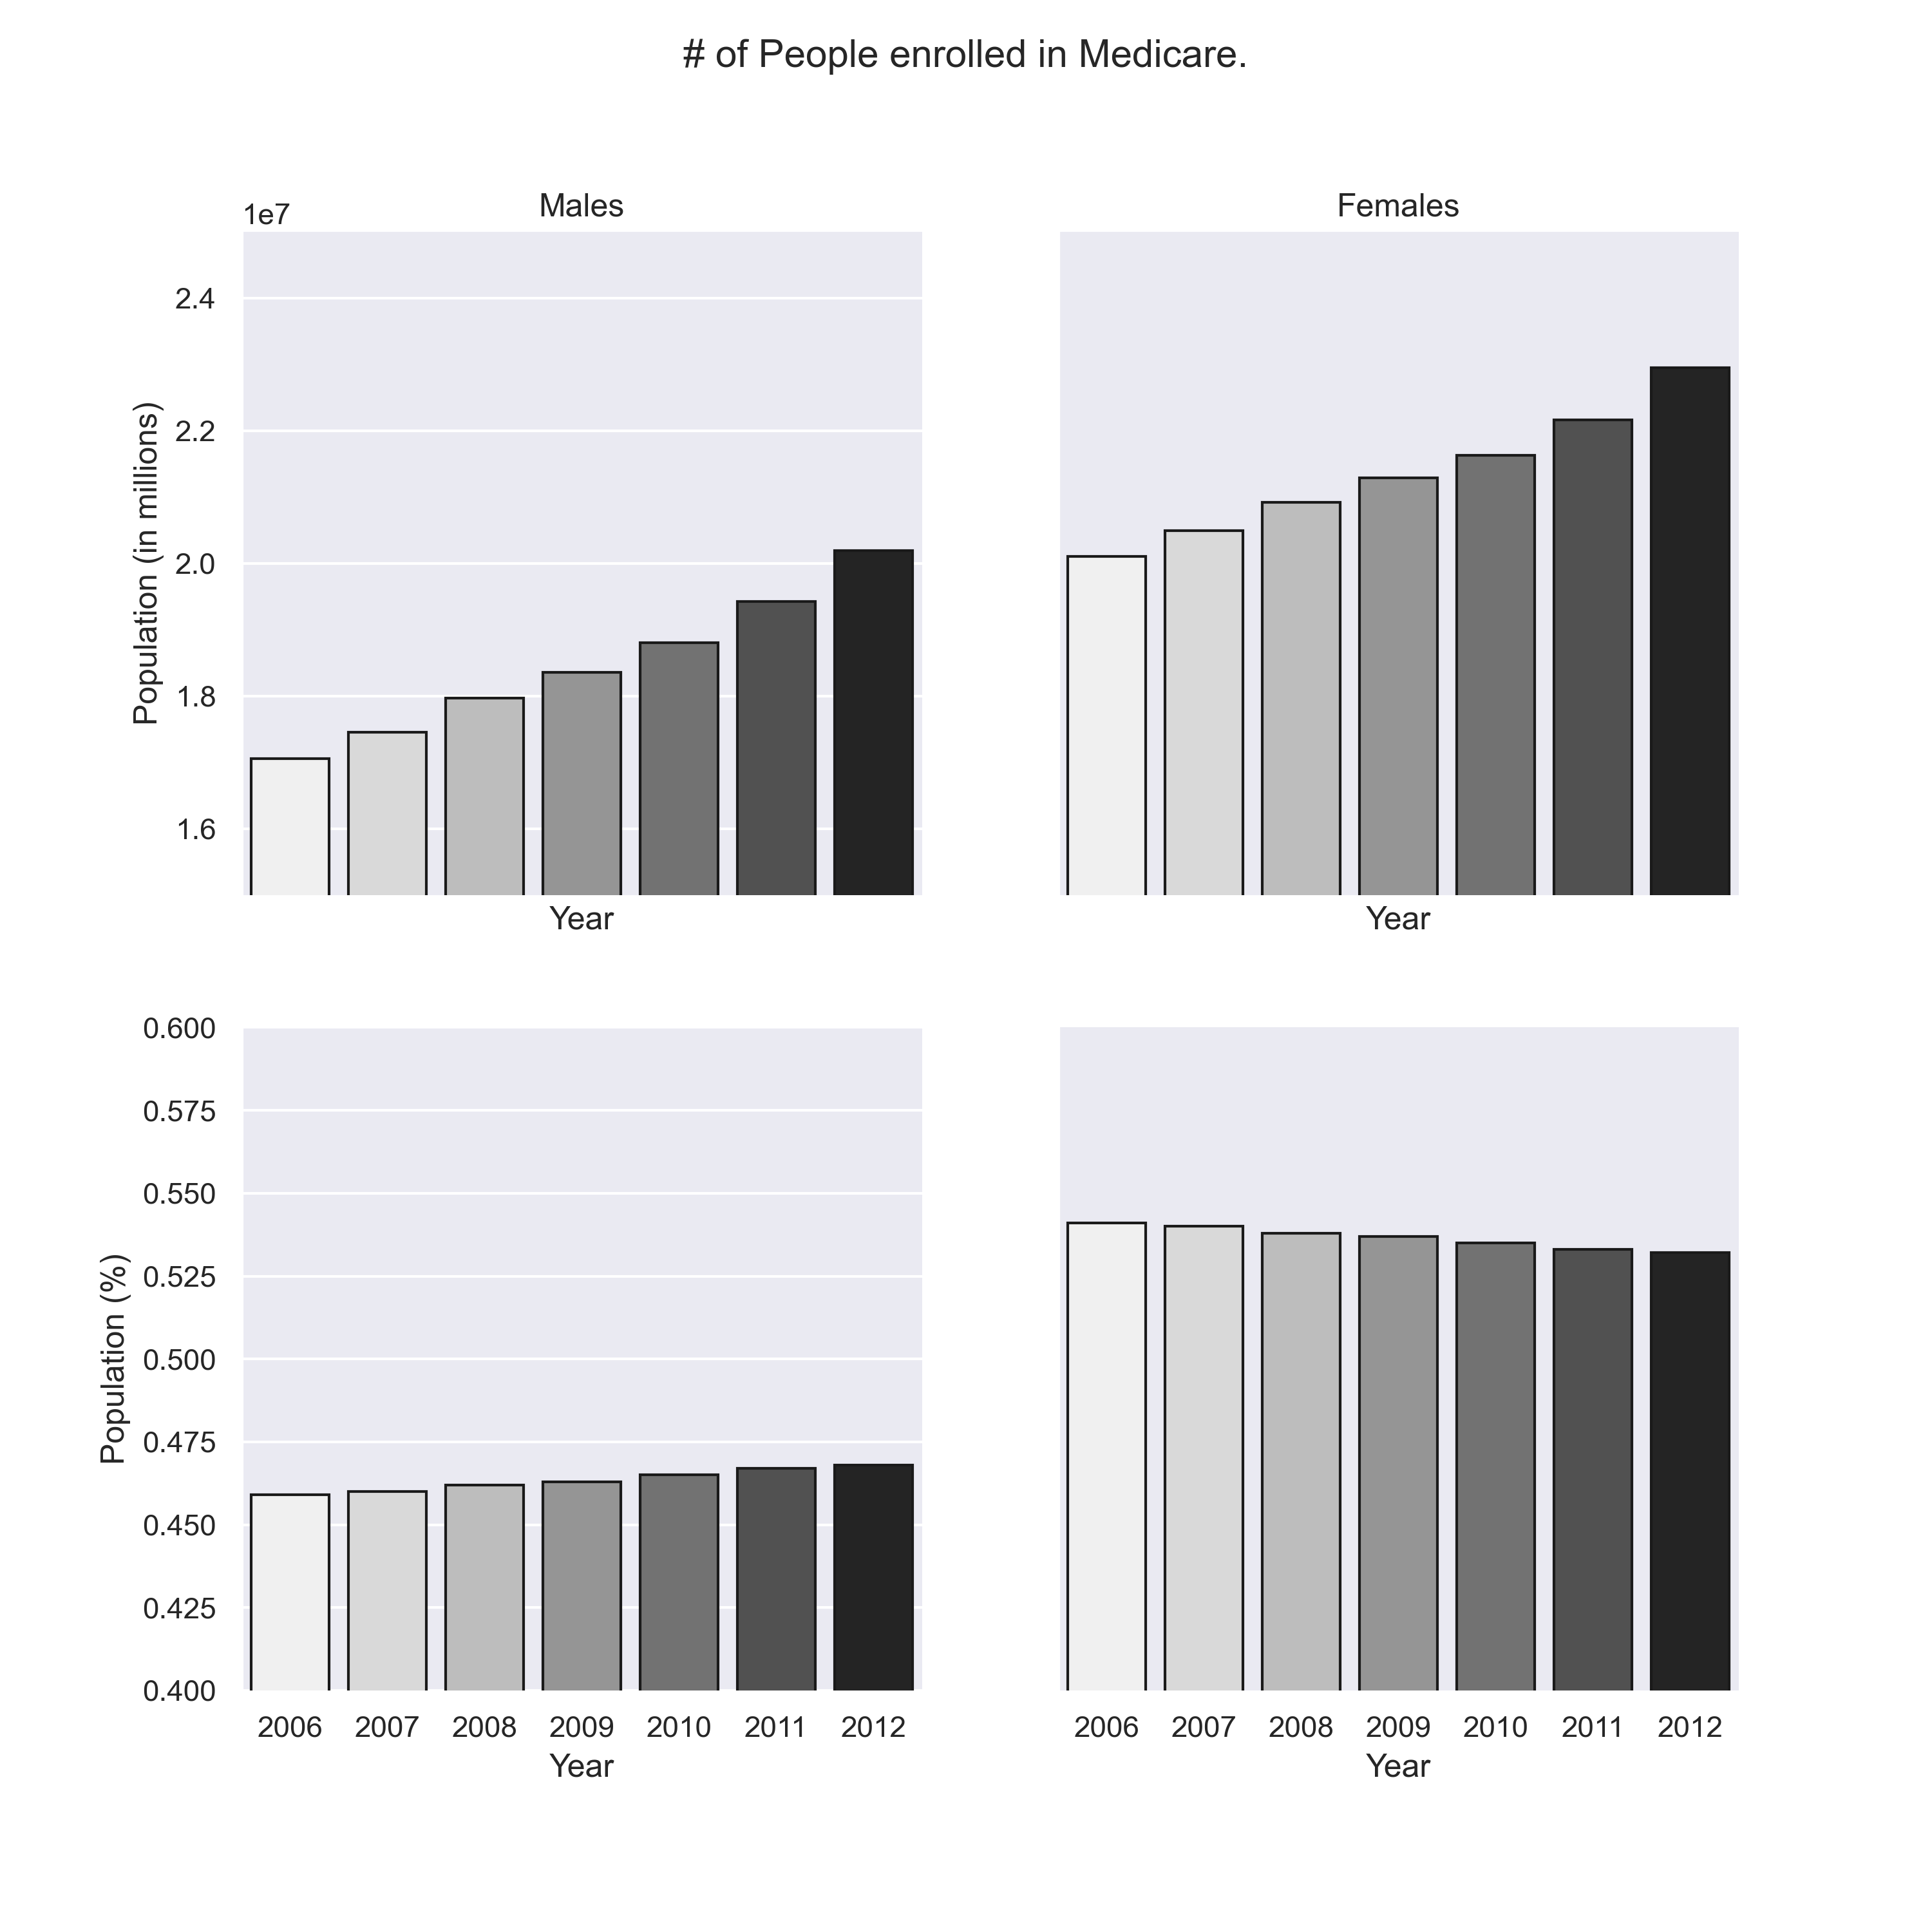 # of People enrolled in Medicare.
Males
Females
1e7
2.4
2.2
2.0
1.8
1.6
Population (in millions)
Year
Year
0.600
0.575
0.550
0.525
0.500
0.475
0.450
0.425
0.400
Population (%)
2006 2007 2008 2009 2010 2011 2012
Year
2006 2007 2008 2009 2010 2011 2012
Year